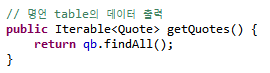 // 명언 table의 데이터 출력
public Iterable<Quote> getQuotes() {
    return qb.findAll();
}